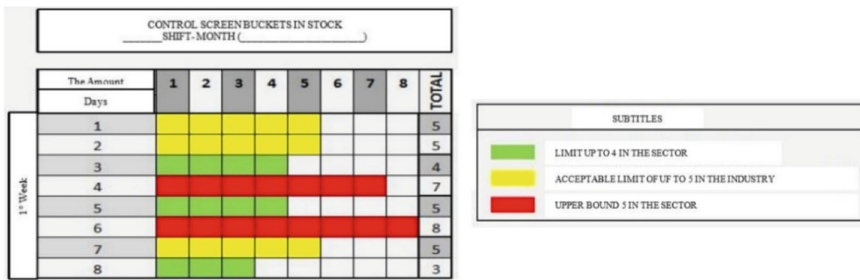 CONTROL SCREEN BUCKETS IN STOCK
_______SHIFT- MONTH (______________________)
The Amount 1 2 3 4 5 6 7 8 TOTAL
Days
1° Week
1 5
2 5
3 4
4 7
5 5
6 8
7 5
8 3
SUBTITLES
LIMIT UP TO 4 IN THE SECTOR
ACCEPTABLE LIMIT OF UP TO 5 IN THE INDUSTRY
UPPER BOUND 5 IN THE SECTOR